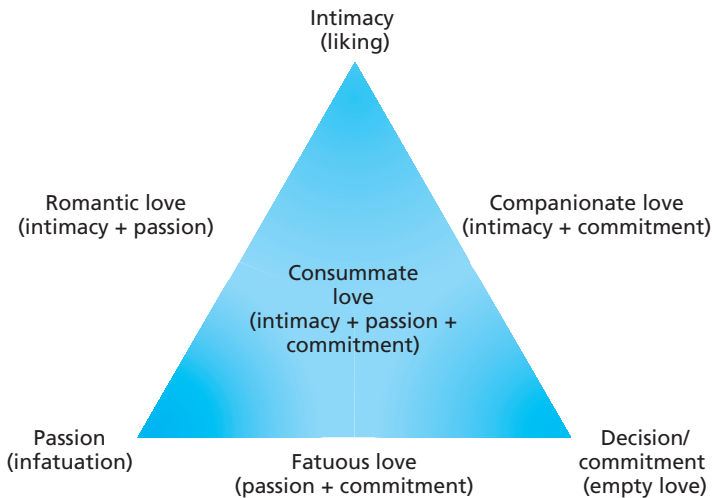 Intimacy
(liking)
Romantic love
(intimacy + passion)
Companionate love
(intimacy + commitment)
Consummate
love
(intimacy + passion +
commitment)
Passion
(infatuation)
Fatuous love
(passion + commitment)
Decision/
commitment
(empty love)